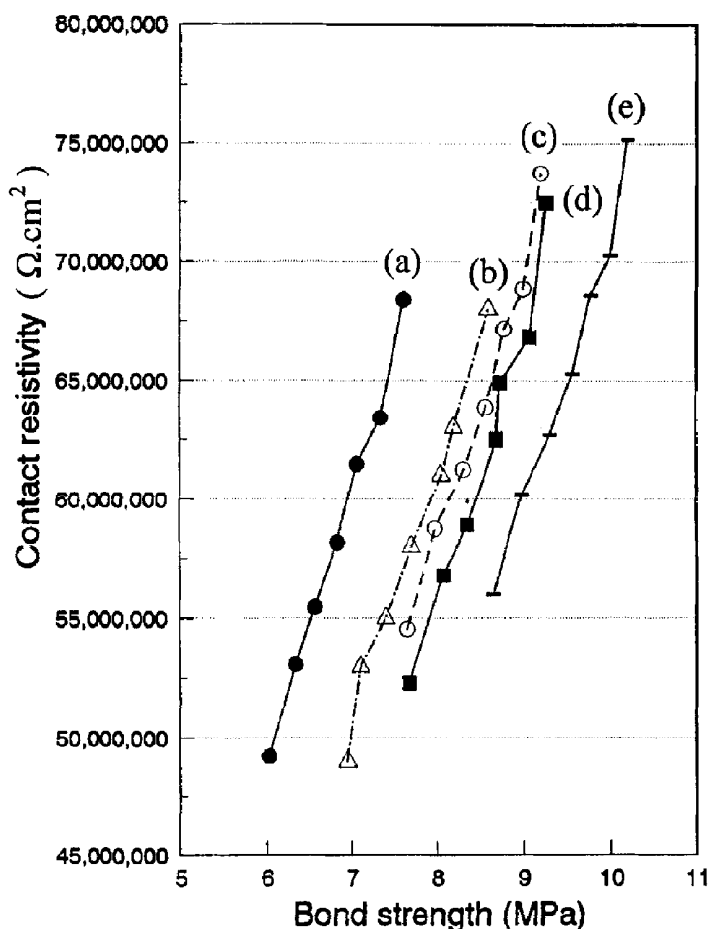 80,000,000
75,000,000
70,000,000
65,000,000
60,000,000
55,000,000
50,000,000
45,000,000
Contact resistivity ( Ω.cm²)
(a)
(b)
(c)
(d)
(e)
5 6 7 8 9 10 11
Bond strength (MPa)